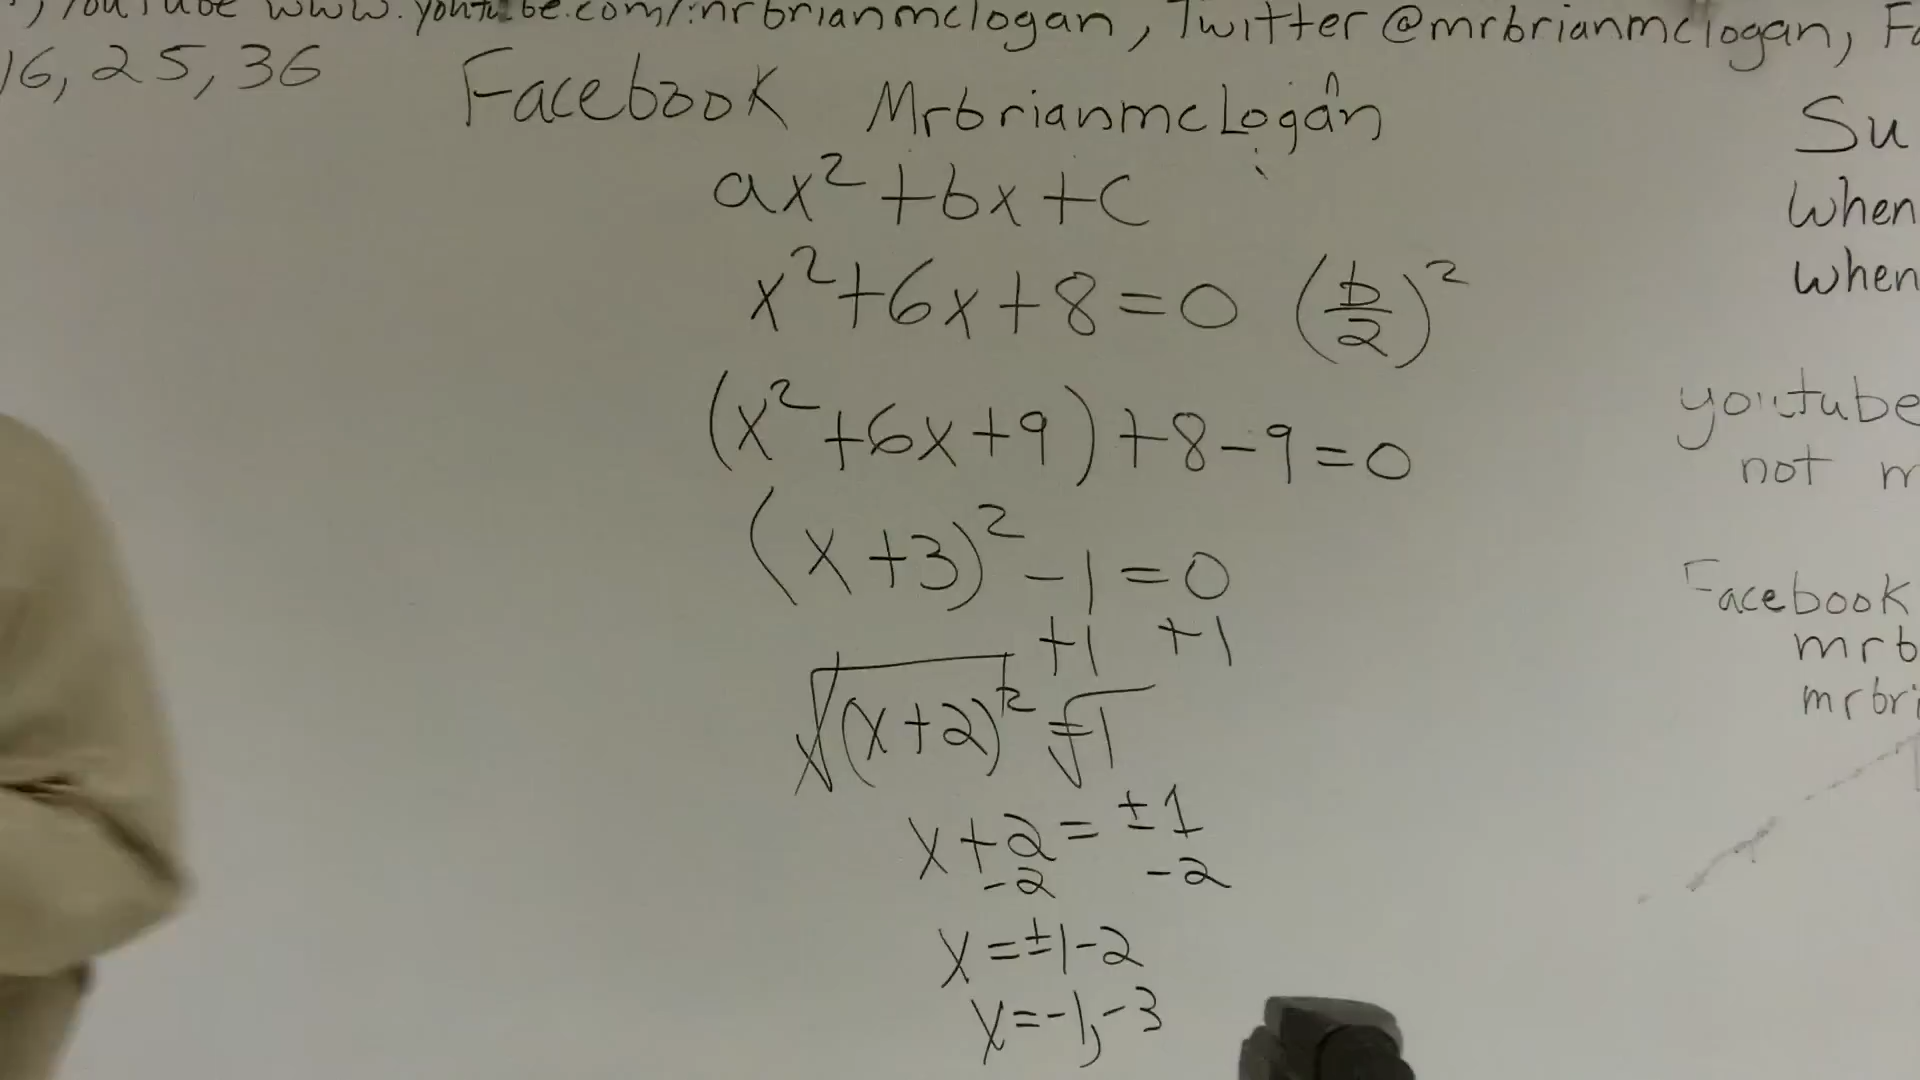 YouTube www.youtube.com/mrbrianmclogan, Twitter @mrbrianmclogan,
16, 25, 36
Facebook Mrbrianmclogan
ax² + bx + c
x² + 6x + 8 = 0 (b/2)²
(x² + 6x + 9) + 8 - 9 = 0
(x + 3)² - 1 = 0
+1 +1
√(x + 2)² = √1
x + 2 = ±1
-2 -2
x = ±1 - 2
x = -1, -3
Su
when
when
youtube
not m
Facebook
mrb
mrbri